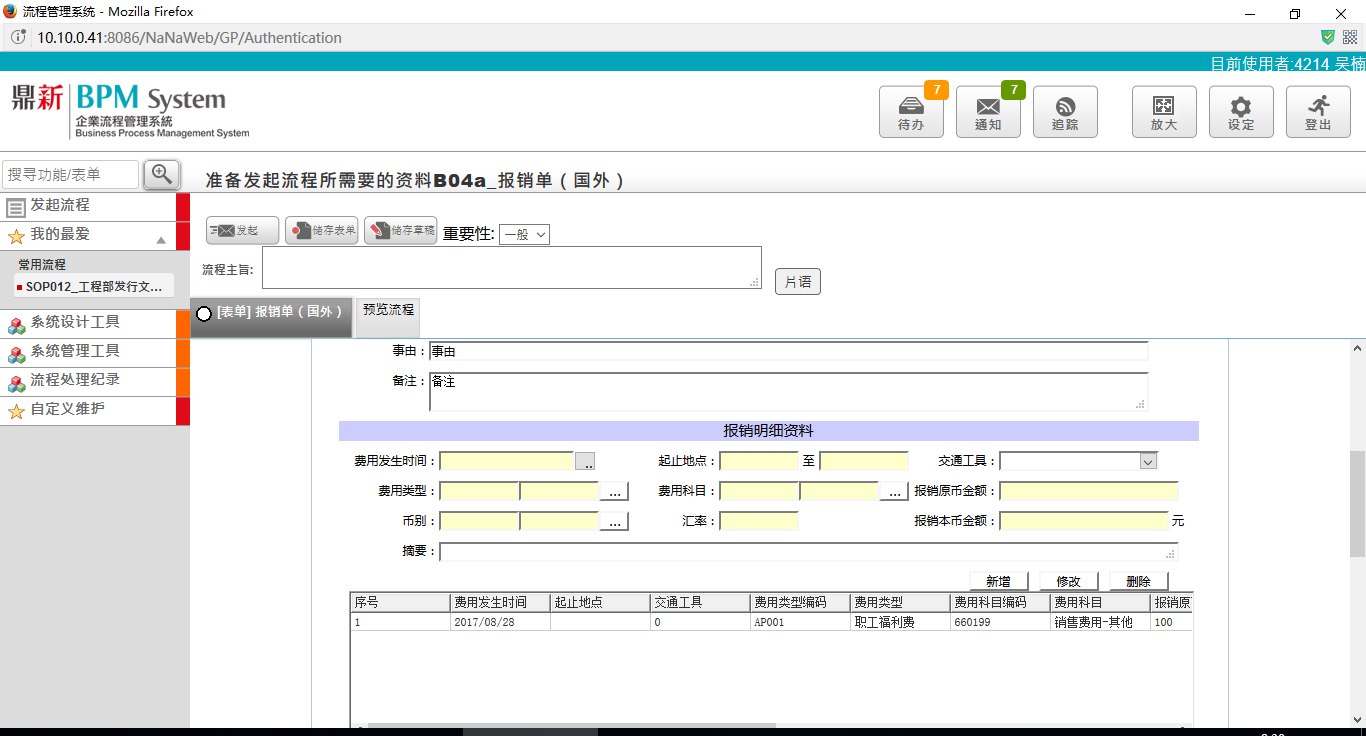 流程管理系统 - Mozilla Firefox
10.10.0.41:8086/NaNaWeb/GP/Authentication
目前使用者:4214 吴楠
鼎新 BPM System
企業流程管理系統
Business Process Management System
7 7
待办 通知 追踪 放大 设定 登出
搜寻功能/表单
准备发起流程所需要的资料B04a_报销单（国外）
发起流程
我的最爱
常用流程
SOP012_工程部发行文...
系统设计工具
系统管理工具
流程处理纪录
自定义维护
发起 储存表单 储存草稿 重要性: 一般
流程主旨: 片语
[表单] 报销单（国外） 预览流程
事由： 事由
备注： 备注
报销明细资料
费用发生时间： .. 起止地点： 至 交通工具：
费用类型： ... 费用科目： ... 报销原币金额：
币别： ... 汇率： 报销本币金额： 元
摘要：
新增 修改 删除
序号 费用发生时间 起止地点 交通工具 费用类型编码 费用类型 费用科目编码 费用科目 报销原
1 2017/08/28 0 AP001 职工福利费 660199 销售费用-其他 100